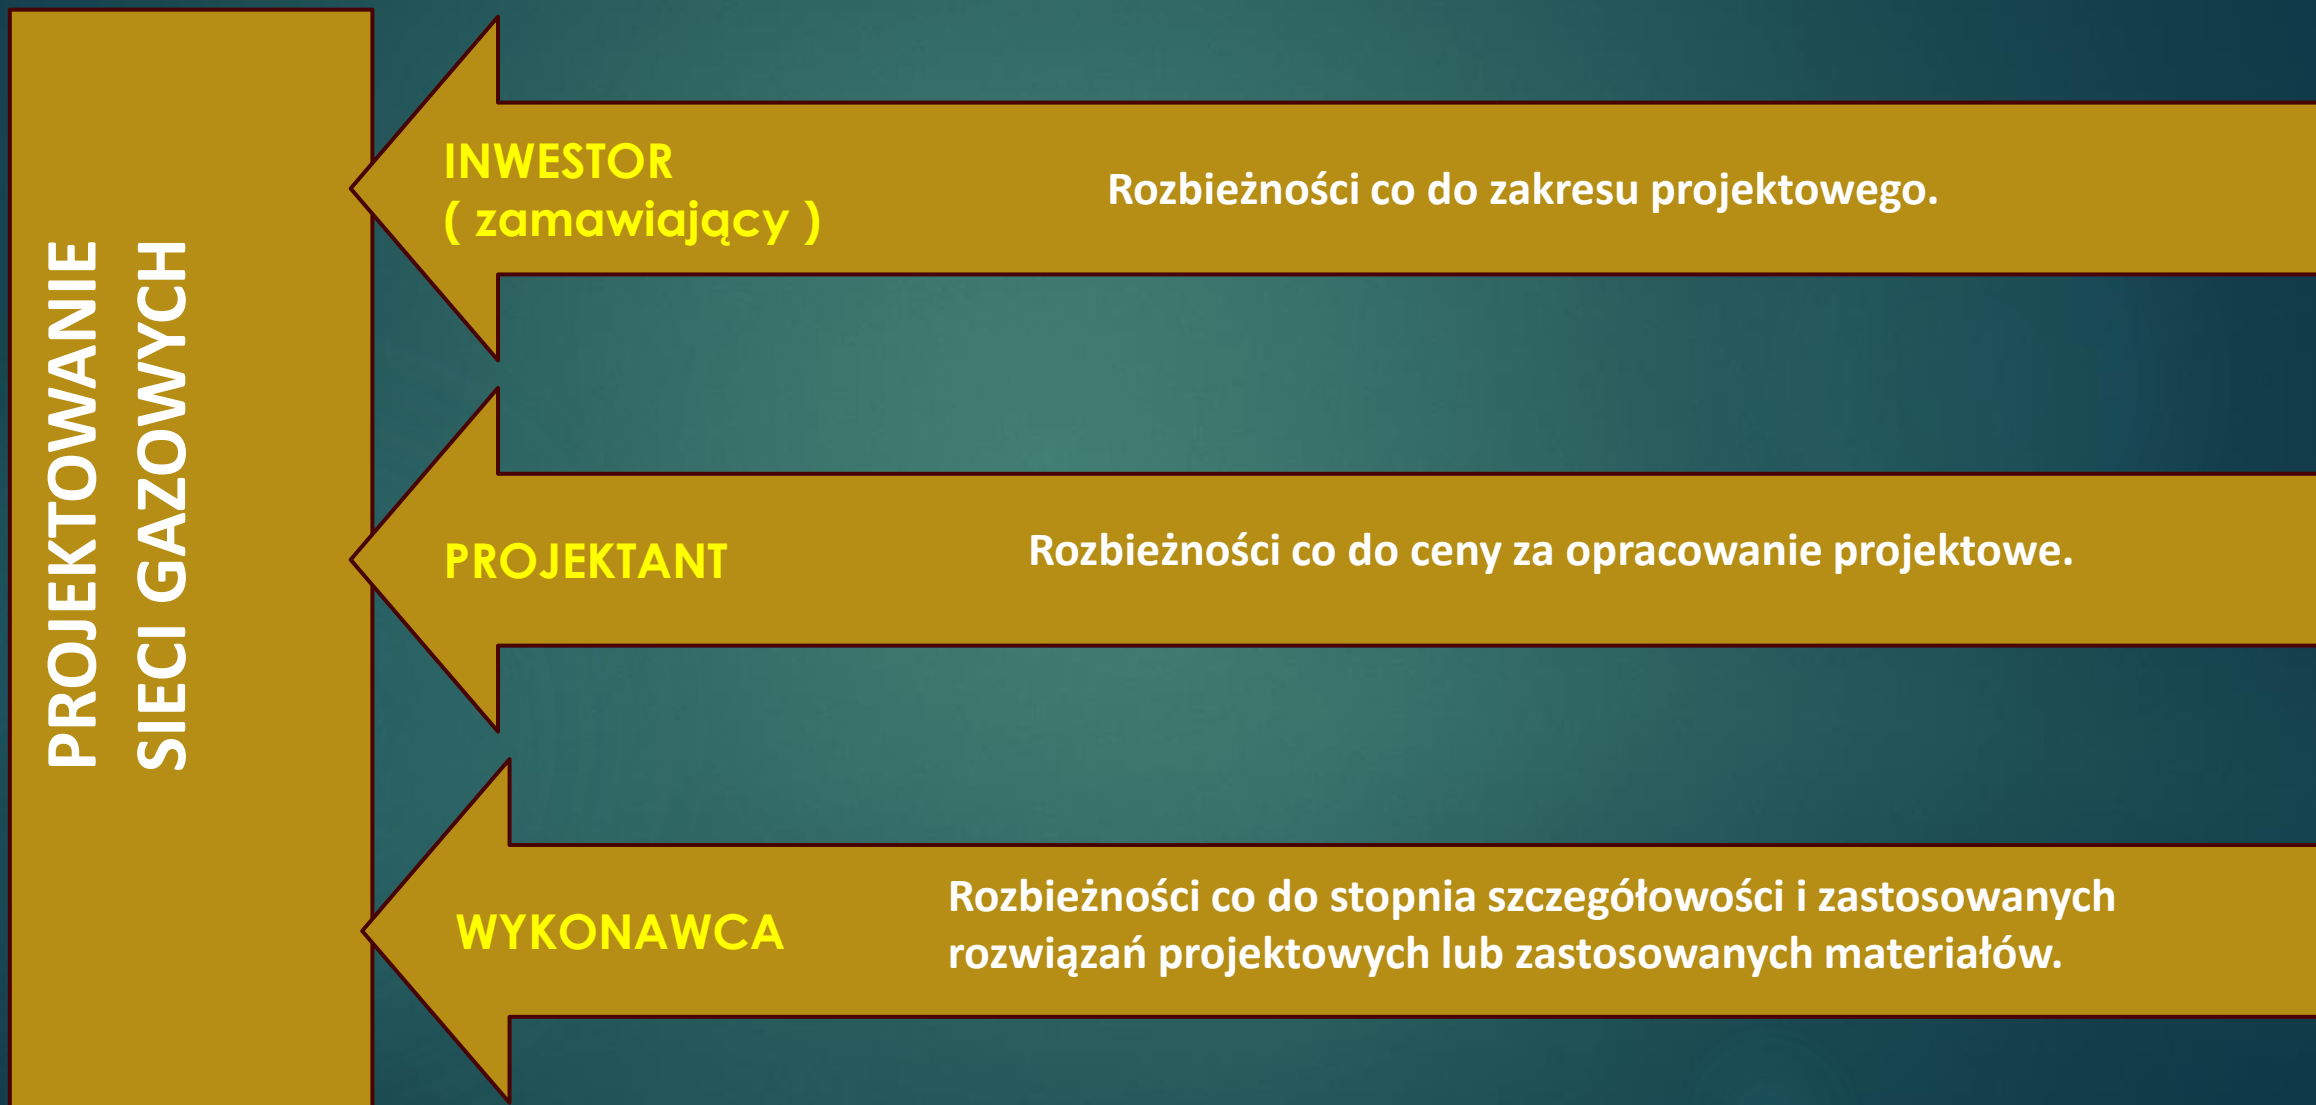 PROJEKTOWANIE
SIECI GAZOWYCH
INWESTOR
( zamawiający )
Rozbieżności co do zakresu projektowego.
PROJEKTANT
Rozbieżności co do ceny za opracowanie projektowe.
WYKONAWCA
Rozbieżności co do stopnia szczegółowości i zastosowanych
rozwiązań projektowych lub zastosowanych materiałów.